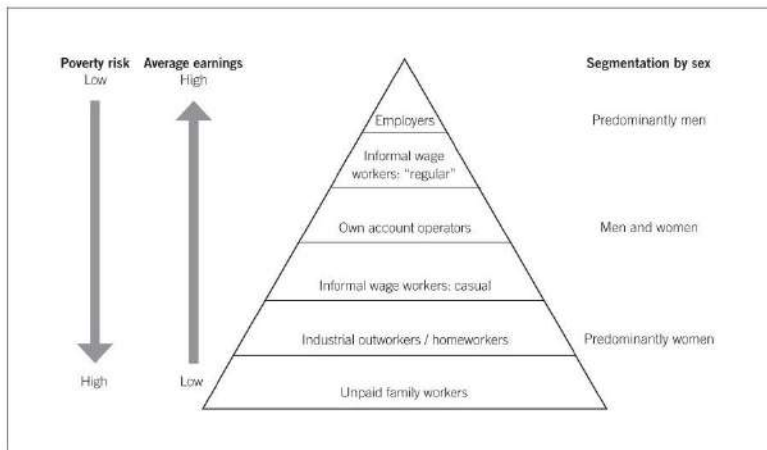 Poverty risk Average earnings Segmentation by sex
Low High
Employers Predominantly men
Informal wage
workers: “regular”
Own account operators Men and women
Informal wage workers: casual
Industrial outworkers / homeworkers Predominantly women
High Low
Unpaid family workers